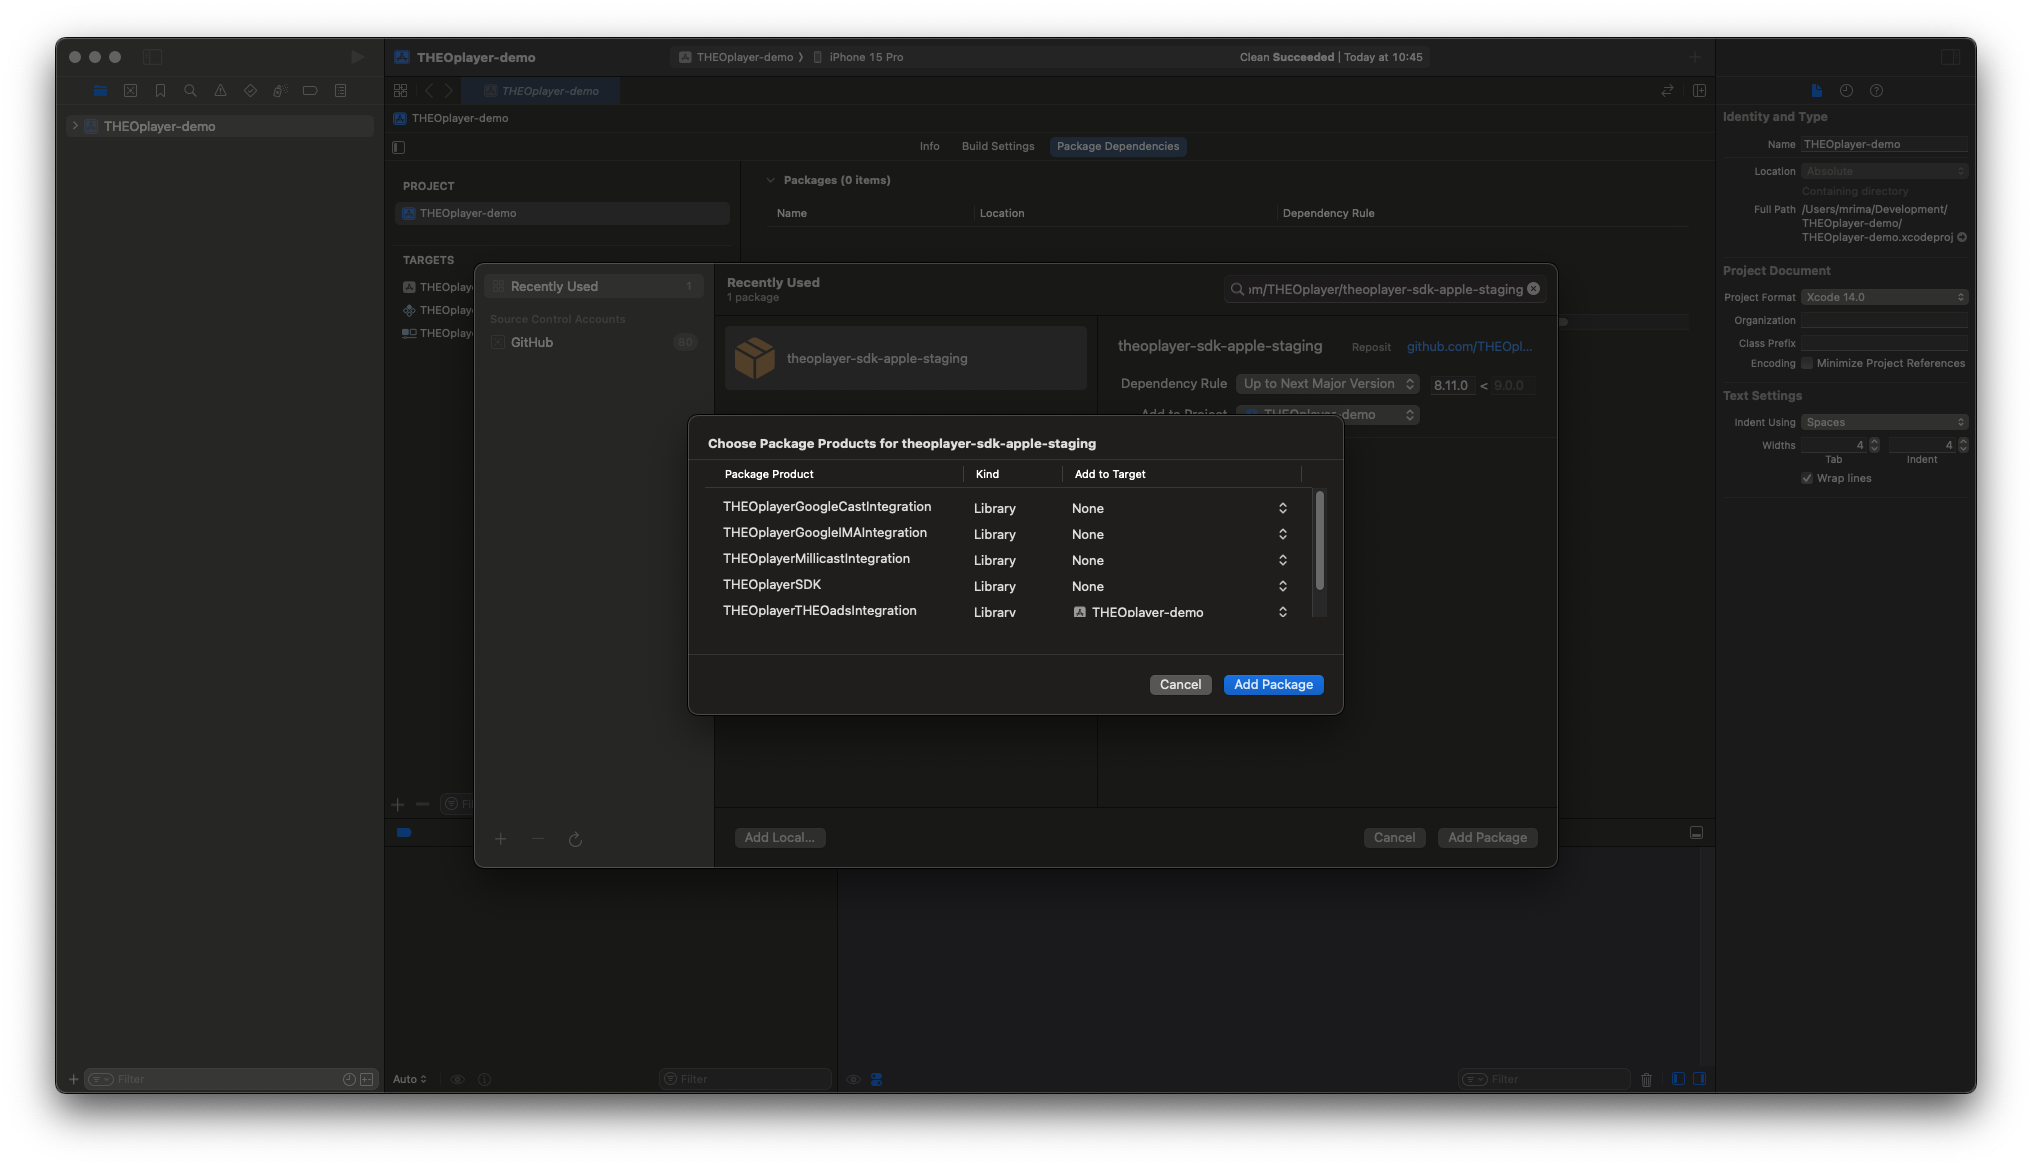 THEOplayer-demo
THEOplayer-demo
THEOplayer-demo
iPhone 15 Pro
Clean Succeeded | Today at 10:45
THEOplayer-demo
THEOplayer-demo
Info
Build Settings
Package Dependencies
PROJECT
THEOplayer-demo
TARGETS
THEOplay
THEOplay
THEOplay
Packages (0 items)
Name
Location
Dependency Rule
Recently Used
1
Source Control Accounts
GitHub
60
Recently Used
1 package
om/THEOplayer/theoplayer-sdk-apple-staging
theoplayer-sdk-apple-staging
theoplayer-sdk-apple-staging
Reposit
github.com/THEOpl...
Dependency Rule
Up to Next Major Version
8.11.0 < 9.0.0
Add to Project
THEOplayer-demo
Choose Package Products for theoplayer-sdk-apple-staging
Package Product
Kind
Add to Target
THEOplayerGoogleCastIntegration
Library
None
THEOplayerGoogleIMAIntegration
Library
None
THEOplayerMillicastIntegration
Library
None
THEOplayerSDK
Library
None
THEOplayerTHEOadsIntegration
Library
THEOplayer-demo
Cancel
Add Package
Add Local...
Cancel
Add Package
Identity and Type
Name
THEOplayer-demo
Location
Absolute
Containing directory
Full Path
/Users/mrima/Development/
THEOplayer-demo/
THEOplayer-demo.xcodeproj
Project Document
Project Format
Xcode 14.0
Organization
Class Prefix
Encoding
Minimize Project References
Text Settings
Indent Using
Spaces
Widths
4
4
Tab
Indent
Wrap lines
Fil
Filter
Auto
Filter
Filter